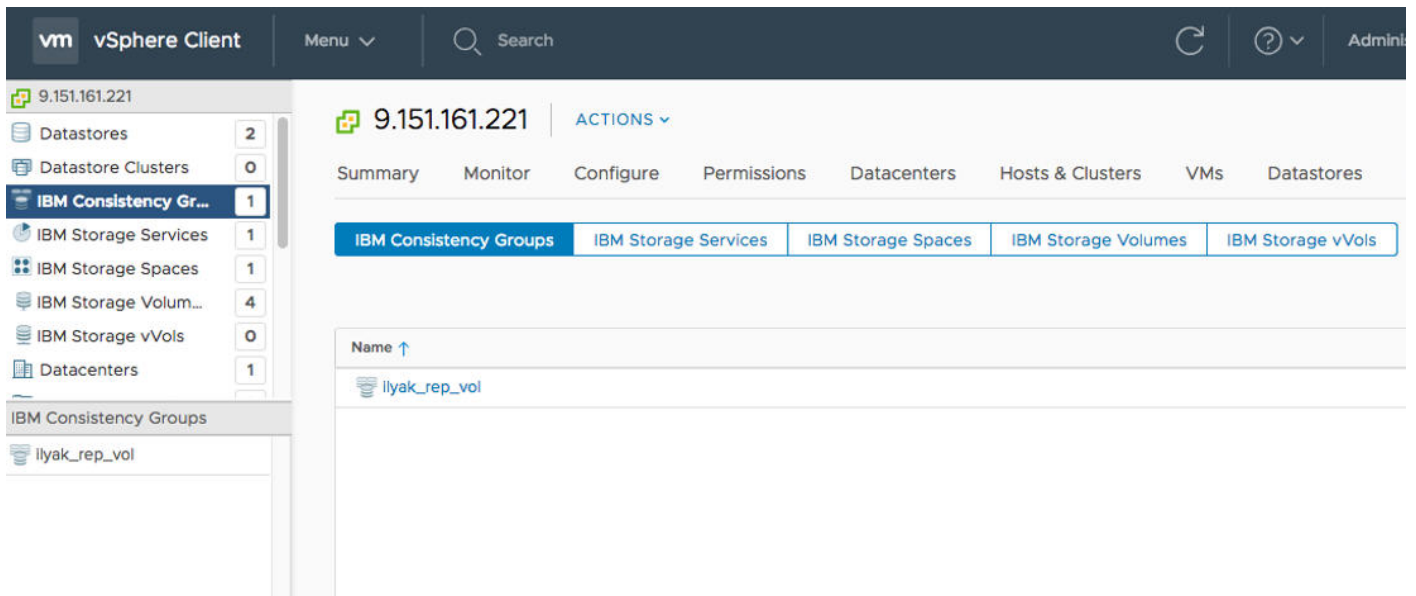 vm vSphere Client Menu Search Adminis
9.151.161.221
Datastores 2
Datastore Clusters 0
IBM Consistency Gr... 1
IBM Storage Services 1
IBM Storage Spaces 1
IBM Storage Volum... 4
IBM Storage vVols 0
Datacenters 1
IBM Consistency Groups
ilyak_rep_vol
9.151.161.221 ACTIONS
Summary Monitor Configure Permissions Datacenters Hosts & Clusters VMs Datastores
IBM Consistency Groups IBM Storage Services IBM Storage Spaces IBM Storage Volumes IBM Storage vVols
Name
ilyak_rep_vol